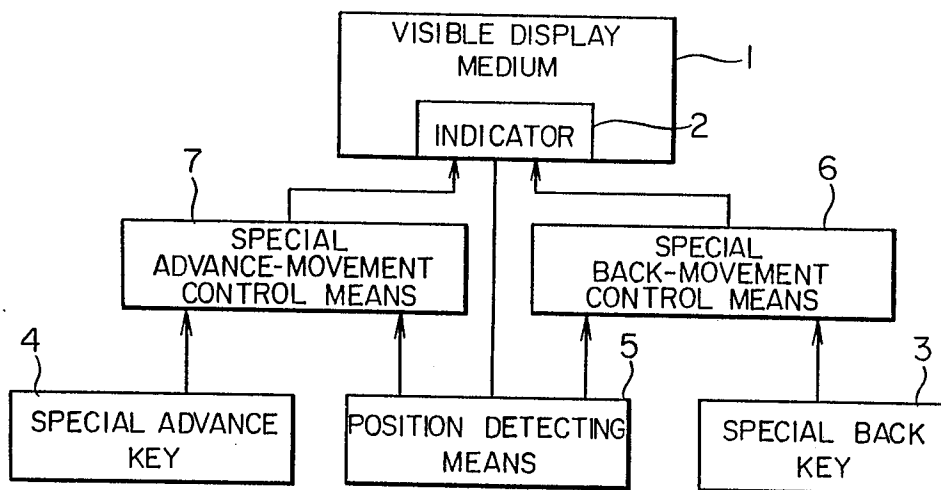 VISIBLE DISPLAY
MEDIUM
1
INDICATOR
2
7
6
SPECIAL
ADVANCE-MOVEMENT
CONTROL MEANS
SPECIAL
BACK-MOVEMENT
CONTROL MEANS
4
5
3
SPECIAL ADVANCE
KEY
POSITION DETECTING
MEANS
SPECIAL BACK
KEY